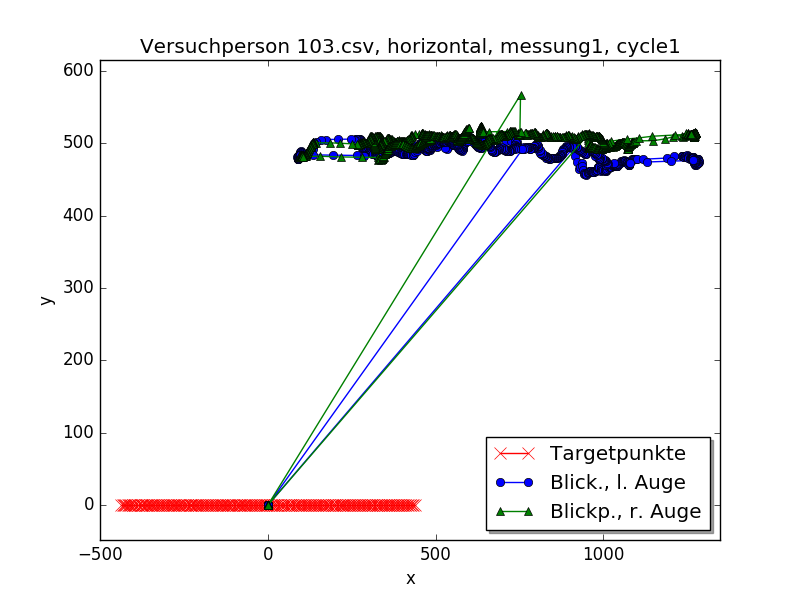 Versuchperson 103.csv, horizontal, messung1, cycle1
600
500
400
300
200
100
0
y
−500
0
500
1000
x
Targetpunkte
Blick., l. Auge
Blickp., r. Auge